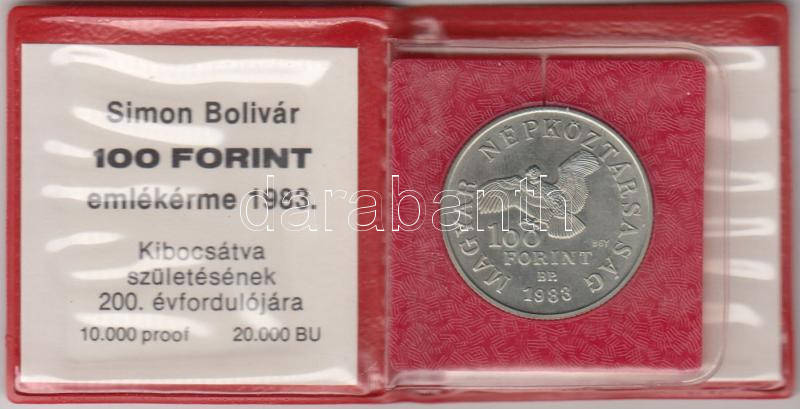 Simon Bolivár
100 FORINT
emlékérme 1983.
Kibocsátva
születésének
200. évfordulójára
10.000 proof 20.000 BU
MAGYAR NÉPKÖZTÁRSASÁG
100
FORINT
BGY
BP.
1983
darabanth